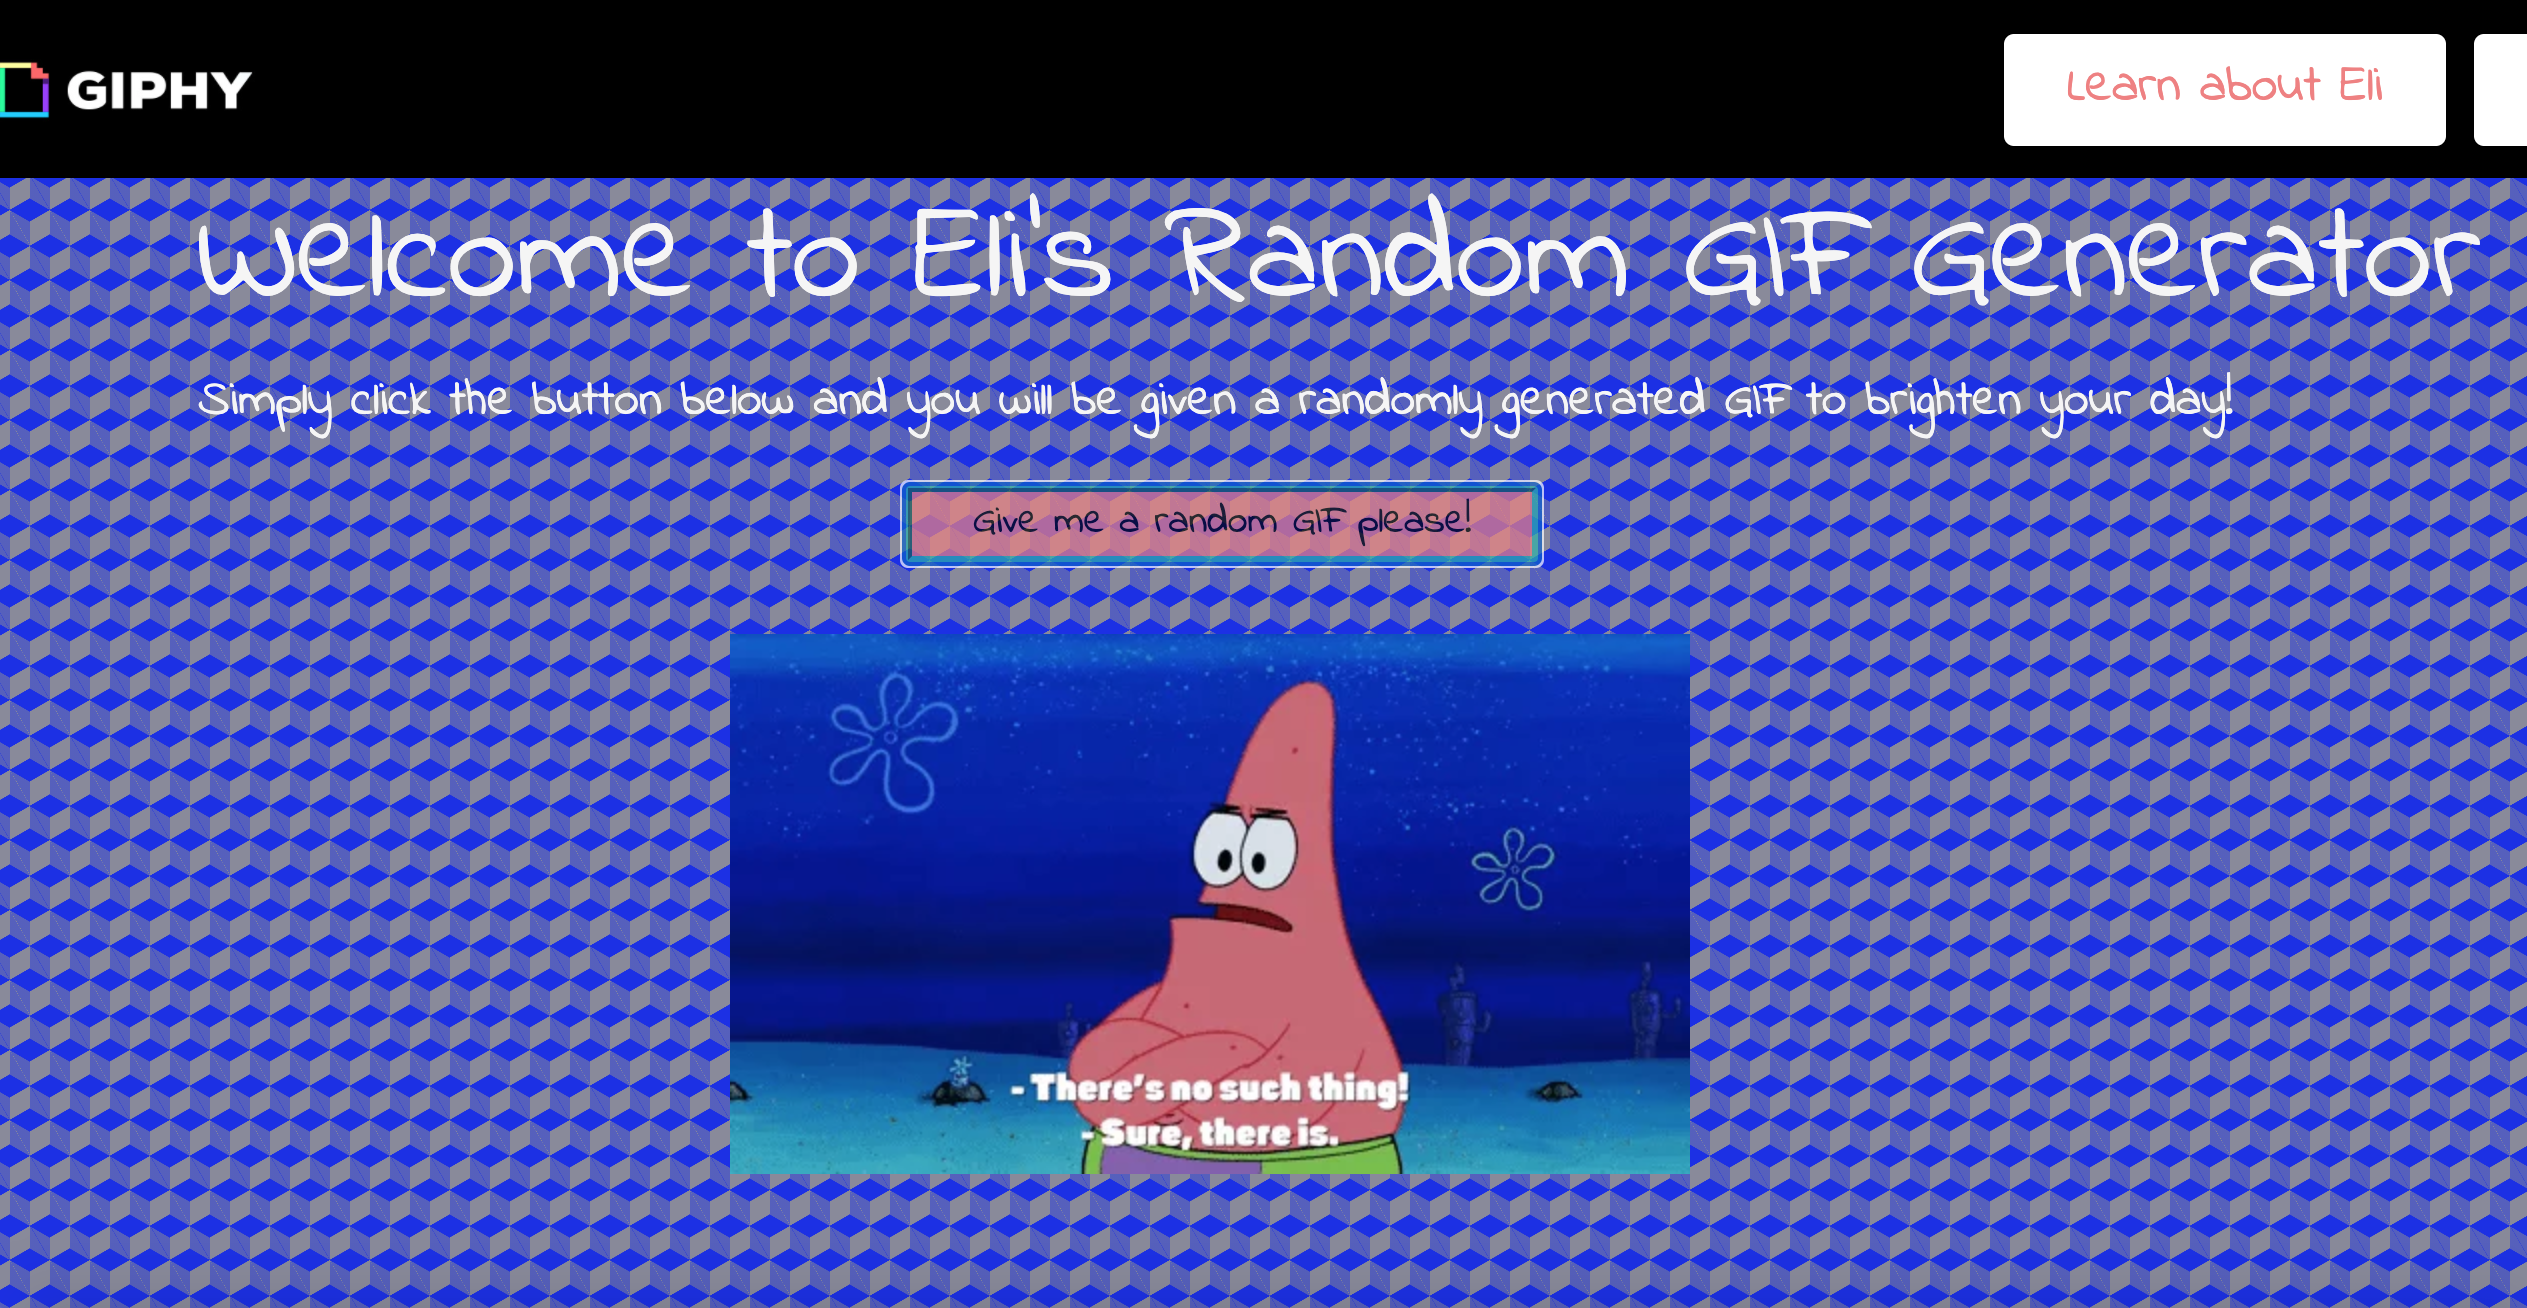 GIPHY
Learn about Eli
Welcome to Eli's Random GIF Generator
Simply click the button below and you will be given a randomly generated GIF to brighten your day!
Give me a random GIF please!
- There's no such thing!
- Sure, there is.